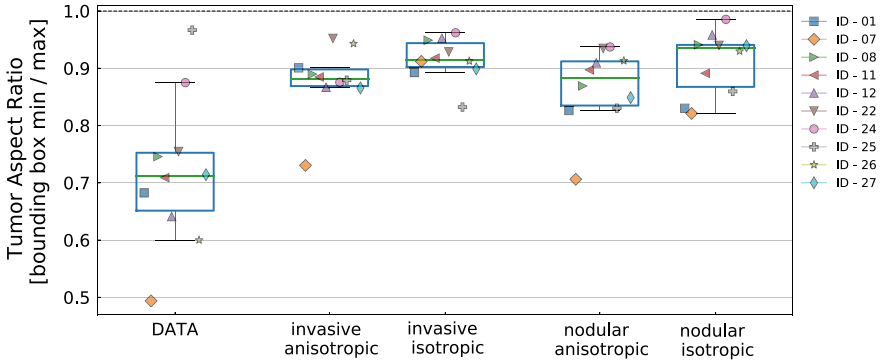 Tumor Aspect Ratio
[bounding box min / max]
1.0
0.9
0.8
0.7
0.6
0.5
DATA
invasive
anisotropic
invasive
isotropic
nodular
anisotropic
nodular
isotropic
ID - 01
ID - 07
ID - 08
ID - 11
ID - 12
ID - 22
ID - 24
ID - 25
ID - 26
ID - 27